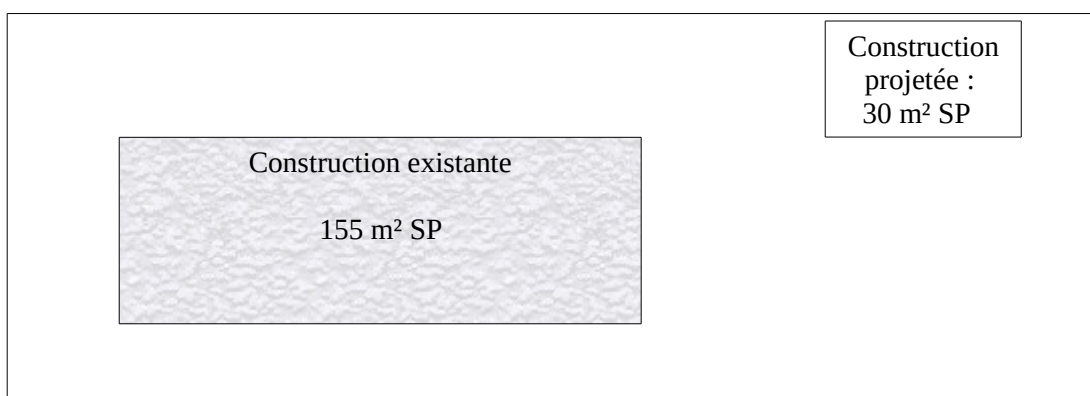 Construction
projetée :
30 m² SP
Construction existante
155 m² SP